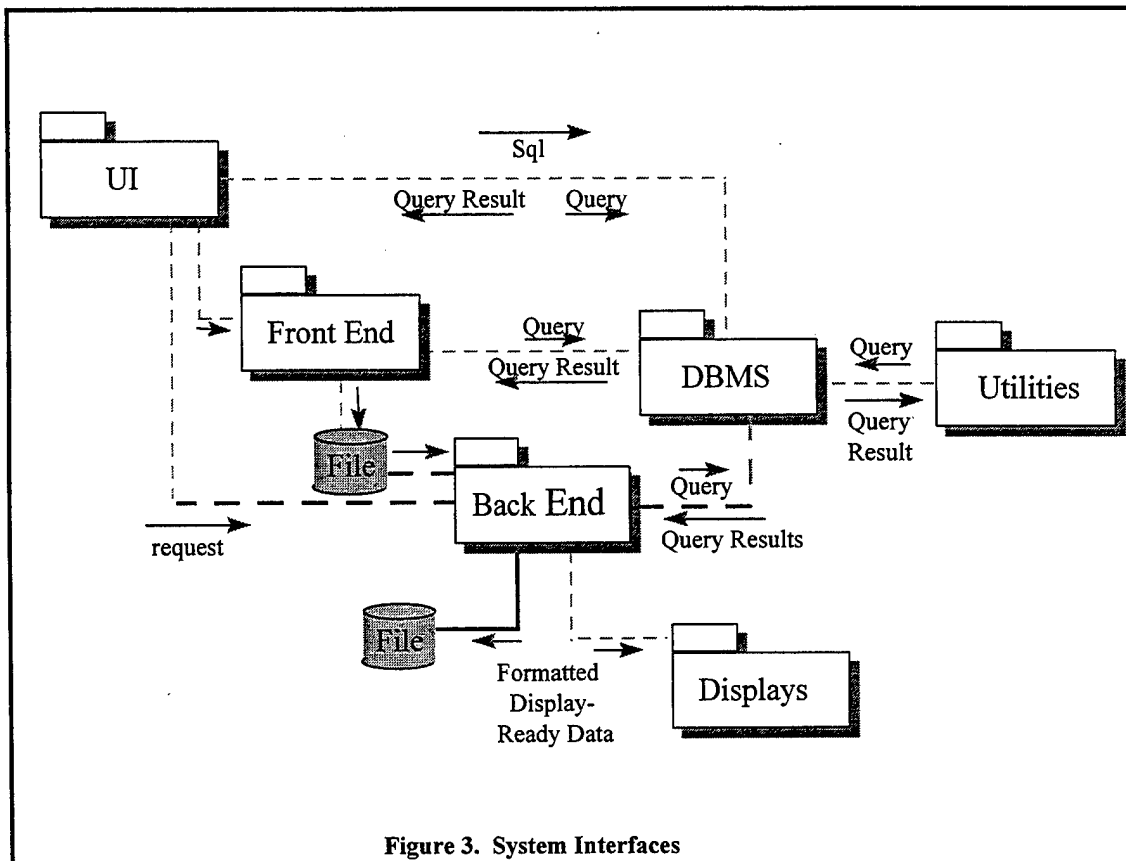 UI
Sql
Query Result
Query
Front End
Query
Query Result
DBMS
Query
Utilities
Query
Result
File
Back End
Query
Query Results
request
File
Formatted
Display-
Ready Data
Displays
Figure 3. System Interfaces